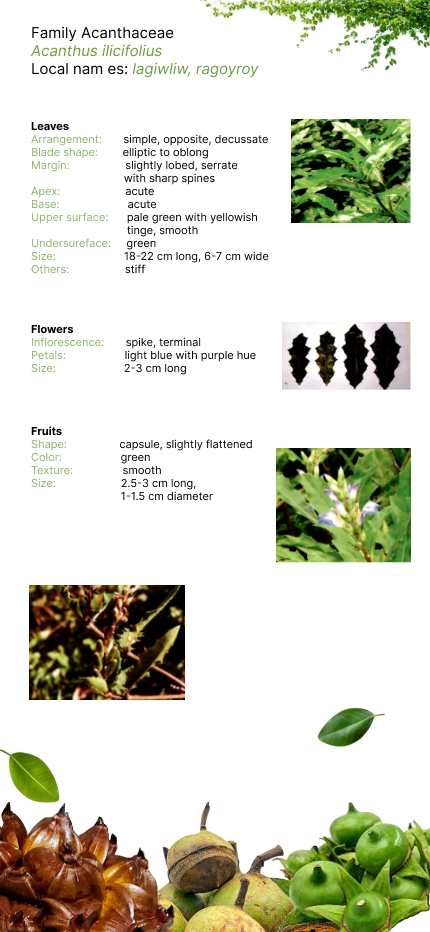 Family Acanthaceae
Acanthus ilicifolius
Local nam es: lagiwliw, ragoyroy
Leaves
Arrangement: simple, opposite, decussate
Blade shape: elliptic to oblong
Margin: slightly lobed, serrate
with sharp spines
Apex: acute
Base: acute
Upper surface: pale green with yellowish
tinge, smooth
Undersureface: green
Size: 18-22 cm long, 6-7 cm wide
Others: stiff
Flowers
Inflorescence: spike, terminal
Petals: light blue with purple hue
Size: 2-3 cm long
Fruits
Shape: capsule, slightly flattened
Color: green
Texture: smooth
Size: 2.5-3 cm long,
1-1.5 cm diameter